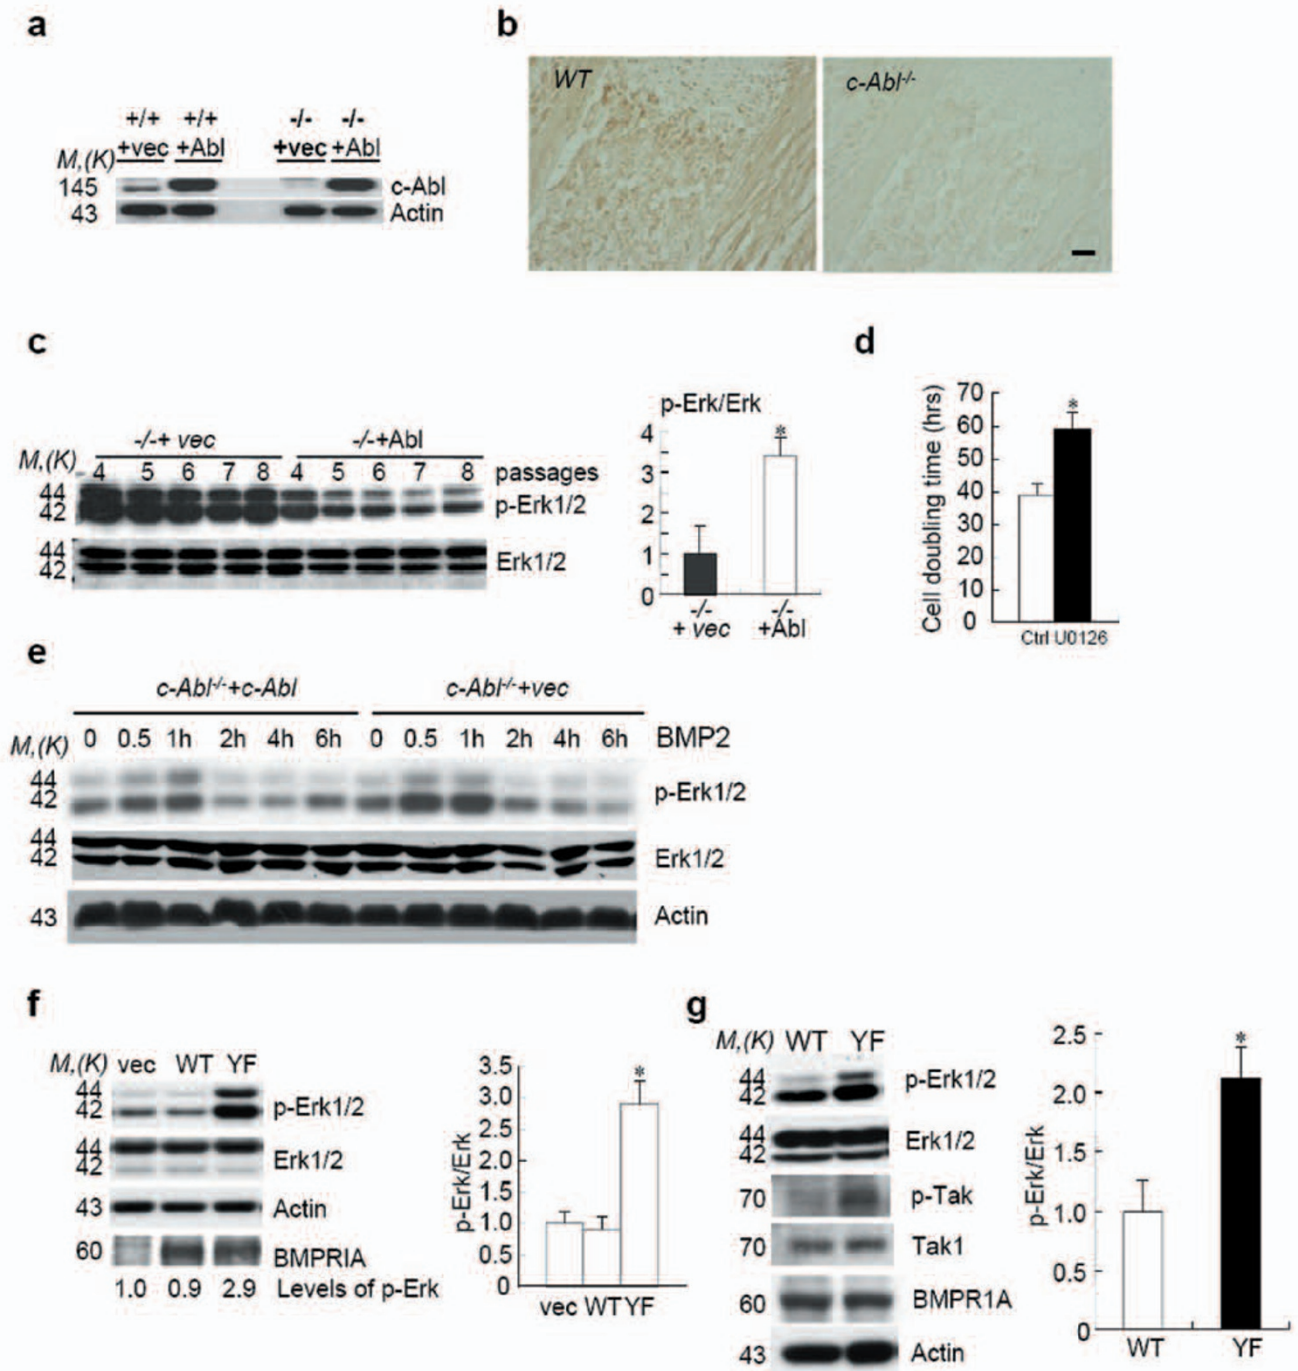 a
+/+ +/+ -/- -/-
+vec +Abl +vec +Abl
M,(K)
145 c-Abl
43 Actin
b
WT
c-Abl-/-
c
-/-+ vec -/-+Abl
M,(K)
4 5 6 7 8 4 5 6 7 8 passages
44
42
p-Erk1/2
44
42
Erk1/2
p-Erk/Erk
4
3
2
1
0
*
-/- -/-
+ vec +Abl
d
Cell doubling time (hrs)
70
60
50
40
30
20
10
0
*
Ctrl U0126
e
c-Abl-/-+c-Abl c-Abl-/-+vec
M,(K) 0 0.5 1h 2h 4h 6h 0 0.5 1h 2h 4h 6h BMP2
44
42
p-Erk1/2
44
42
Erk1/2
43 Actin
f
M,(K) vec WT YF
44
42
p-Erk1/2
44
42
Erk1/2
43 Actin
60 BMPRIA
1.0 0.9 2.9 Levels of p-Erk
p-Erk/Erk
3.5
3.0
2.5
2.0
1.5
1.0
0.5
0
*
vec WT YF
g
M,(K) WT YF
44
42
p-Erk1/2
44
42
Erk1/2
70 p-Tak
70 Tak1
60 BMPR1A
43 Actin
p-Erk/Erk
2.5
2.0
1.5
1.0
0.5
0
*
WT YF